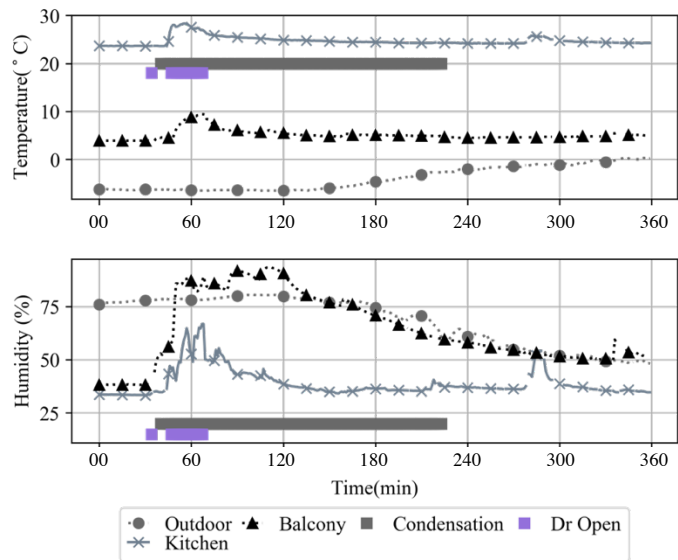 30
20
10
0
Temperature(°C)
00 60 120 180 240 300 360
75
50
25
Humidity (%)
00 60 120 180 240 300 360
Time(min)
Outdoor Balcony Condensation Dr Open
Kitchen